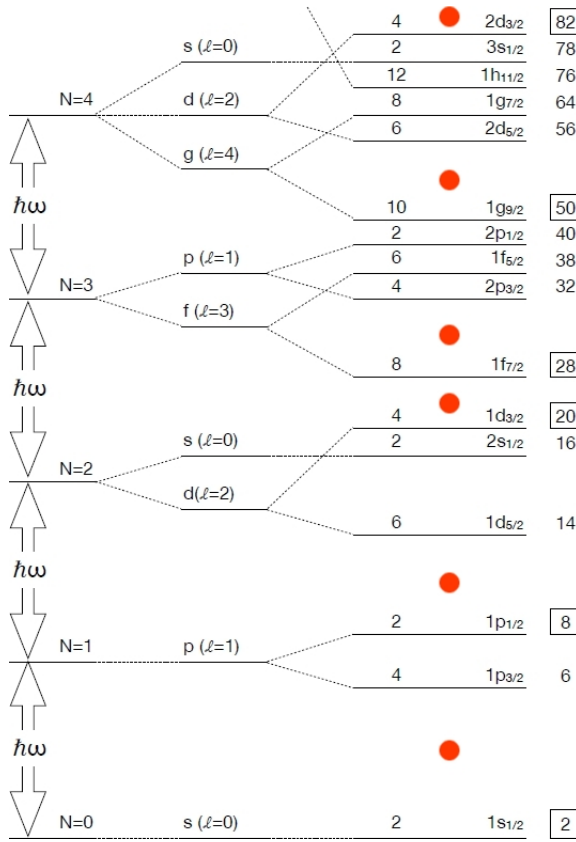 4 2d3/2 82
s (ℓ=0) 2 3s1/2 78
12 1h11/2 76
N=4 d (ℓ=2) 8 1g7/2 64
6 2d5/2 56
g (ℓ=4)
ħω
10 1g9/2 50
2 2p1/2 40
p (ℓ=1) 6 1f5/2 38
N=3 4 2p3/2 32
f (ℓ=3)
8 1f7/2 28
ħω
4 1d3/2 20
s (ℓ=0) 2 2s1/2 16
N=2
d(ℓ=2)
6 1d5/2 14
ħω
2 1p1/2 8
N=1 p (ℓ=1)
4 1p3/2 6
ħω
N=0 s (ℓ=0) 2 1s1/2 2